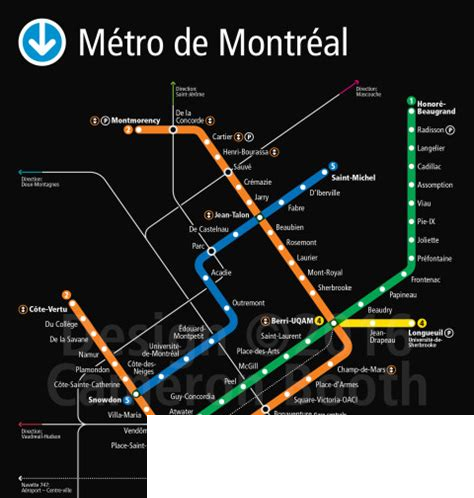 Métro de Montréal
Direction:
Saint-Jérôme
Direction:
Mascouche
1 Honoré-
Beaugrand
De la
Concorde
P Montmorency
2
Cartier P
Radisson P
Henri-Bourassa
Langelier
Sauvé
5
Saint-Michel
Cadillac
Direction:
Deux-Montagnes
Crémazie
Assomption
Jarry
D'Iberville
Fabre
Viau
Jean-Talon
De Castelnau
Beaubien
Pie-IX
Parc
Rosemont
Joliette
Laurier
Préfontaine
Acadie
Mont-Royal
Frontenac
Sherbrooke
Papineau
2
Côte-Vertu
Outremont
Beaudry
Berri-UQAM 4
4
Du Collège
Édouard-
Montpetit
Saint-Laurent
Jean-
Drapeau
Longueuil P
Université-de-
Sherbrooke
De la Savane
Université-
de-Montréal
Place-des-Arts
Namur
Côte-des-
Neiges
McGill
Champ-de-Mars
Plamondon
Peel
Place-d'Armes
Côte-Sainte-Catherine
Guy-Concordia
Square-Victoria-OACI
Snowdon 5
Atwater
Bonaventure Gare centrale
Villa-Maria
Direction:
Vaudreuil-Hudson
Vendôm
Place-Saint-
Navette 747:
Aéroport – Centre-ville
Design © 2013
Cameron Booth